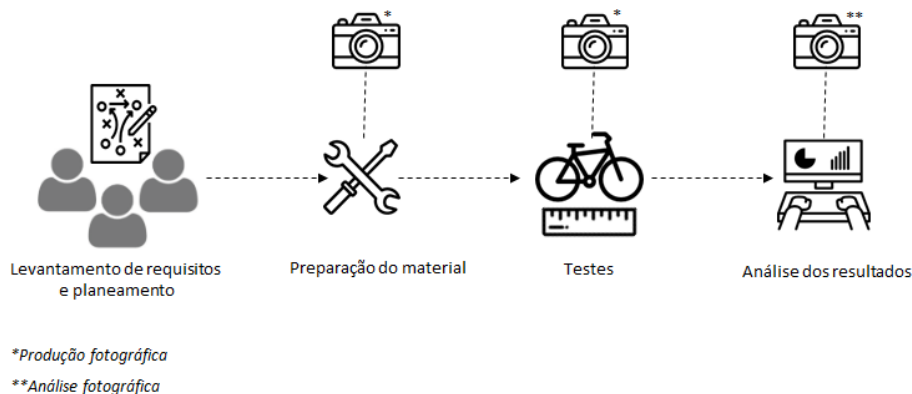 *
*
**
Levantamento de requisitos
e planeamento
Preparação do material
Testes
Análise dos resultados
*Produção fotográfica
**Análise fotográfica